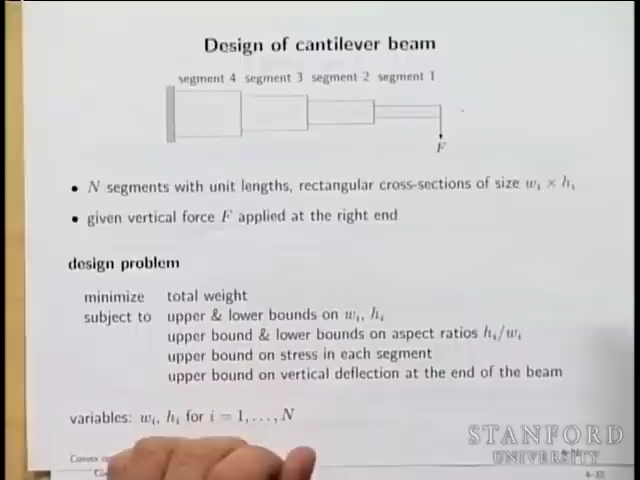 Design of cantilever beam
segment 4 segment 3 segment 2 segment 1
F
• N segments with unit lengths, rectangular cross-sections of size wᵢ × hᵢ
• given vertical force F applied at the right end
design problem
minimize total weight
subject to upper & lower bounds on wᵢ, hᵢ
upper bound & lower bounds on aspect ratios hᵢ/wᵢ
upper bound on stress in each segment
upper bound on vertical deflection at the end of the beam
variables: wᵢ, hᵢ for i = 1, . . . , N
STANFORD
UNIVERSITY
Convex